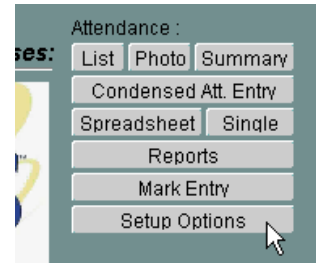 Attendance :
ses:
List Photo Summary
Condensed Att. Entry
Spreadsheet Single
Reports
Mark Entry
Setup Options